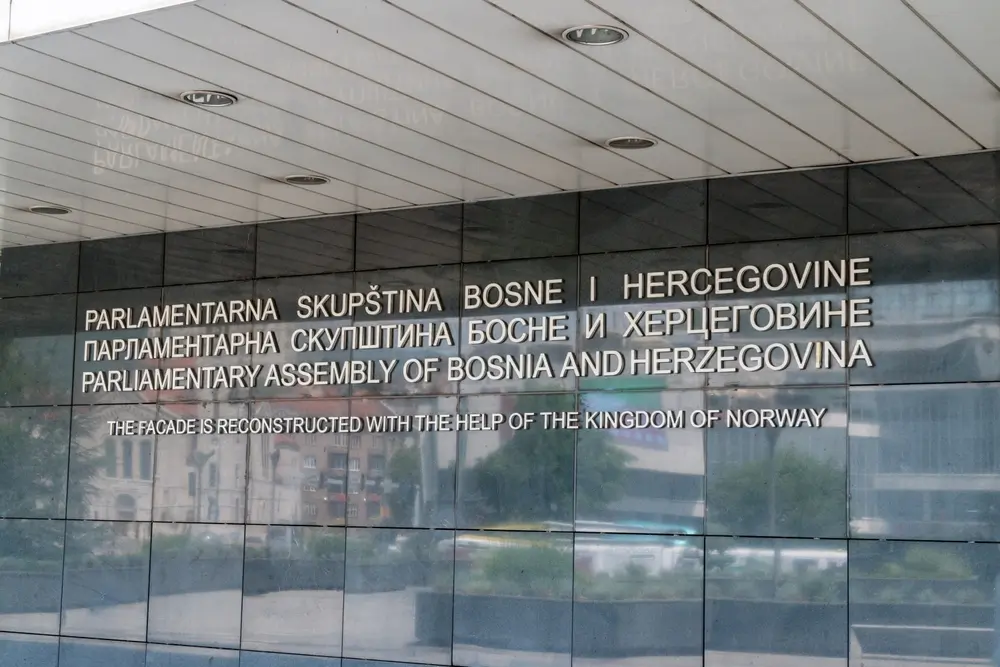 PARLAMENTARNA SKUPŠTINA BOSNE I HERCEGOVINE
ПАРЛАМЕНТАРНА СКУПШТИНА БОСНЕ И ХЕРЦЕГОВИНЕ
PARLIAMENTARY ASSEMBLY OF BOSNIA AND HERZEGOVINA
THE FACADE IS RECONSTRUCTED WITH THE HELP OF THE KINGDOM OF NORWAY